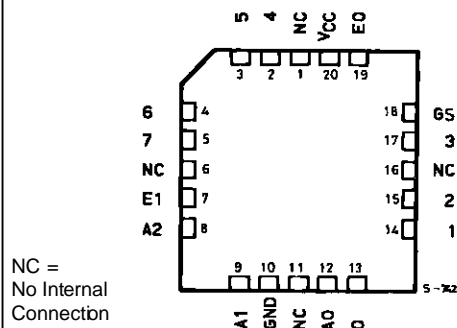 5 4 NC VCC EO
3 2 1 20 19
6 4 18 GS
7 5 17 3
NC 6 16 NC
E1 7 15 2
A2 8 14 1
9 10 11 12 13
A1 GND NC A0 0
NC =
No Internal
Connection